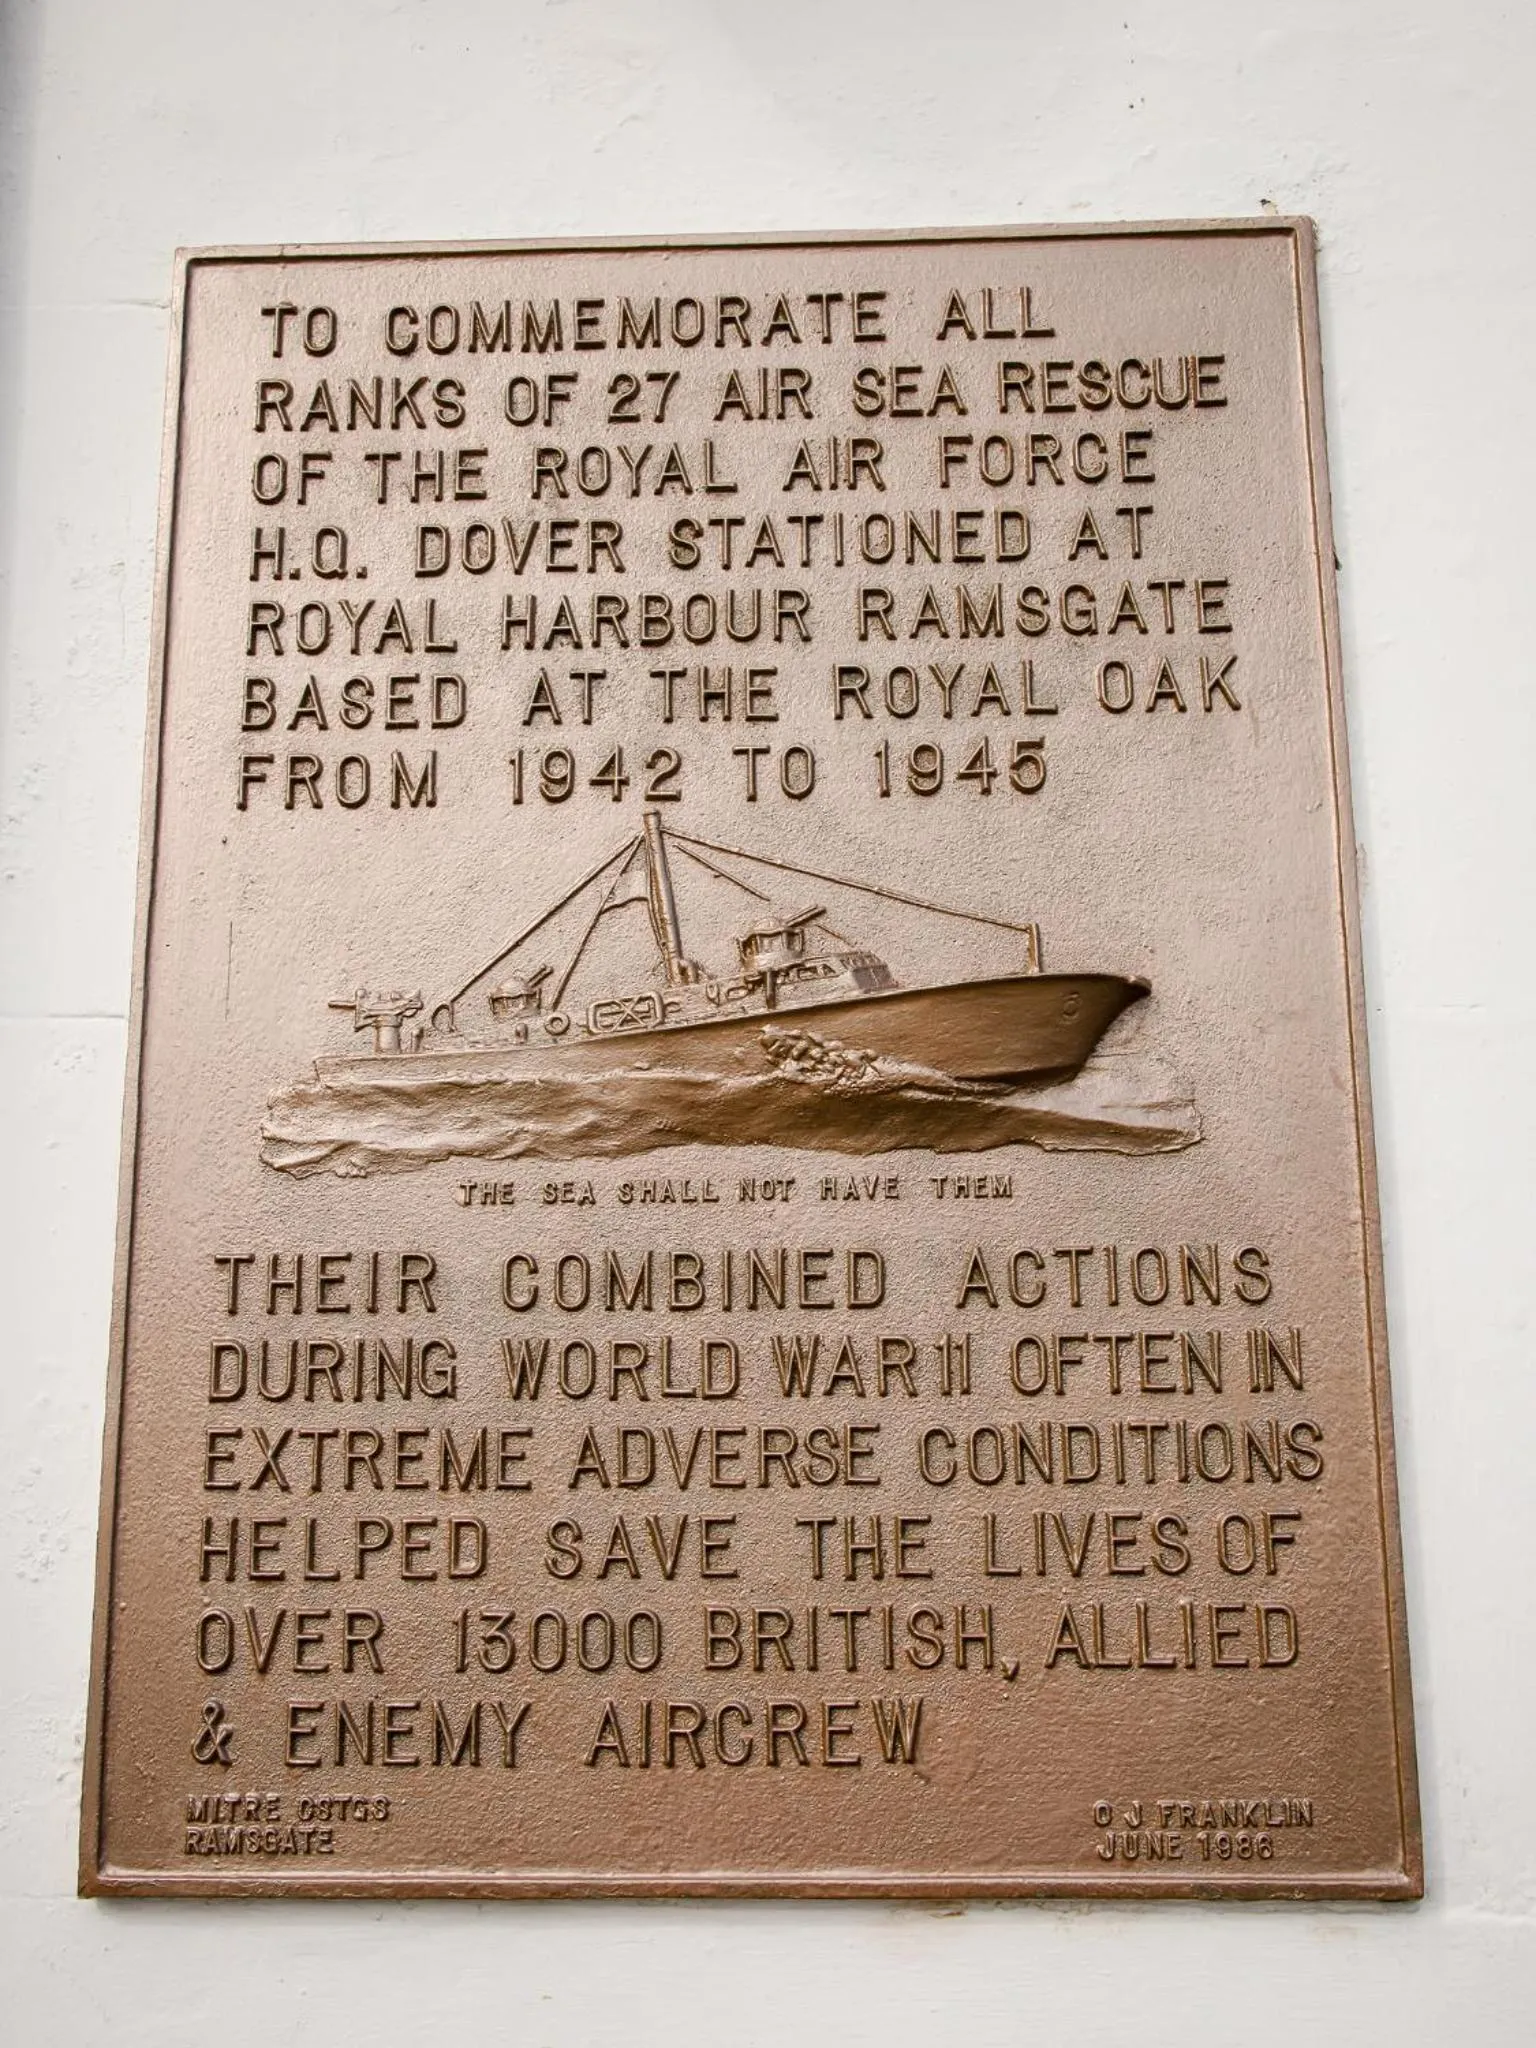 TO COMMEMORATE ALL
RANKS OF 27 AIR SEA RESCUE
OF THE ROYAL AIR FORCE
H.Q. DOVER STATIONED AT
ROYAL HARBOUR RAMSGATE
BASED AT THE ROYAL OAK
FROM 1942 TO 1945
THE SEA SHALL NOT HAVE THEM
THEIR COMBINED ACTIONS
DURING WORLD WAR 11 OFTEN IN
EXTREME ADVERSE CONDITIONS
HELPED SAVE THE LIVES OF
OVER 13000 BRITISH, ALLIED
& ENEMY AIRCREW
MITRE CSTGS
RAMSGATE
O J FRANKLIN
JUNE 1986